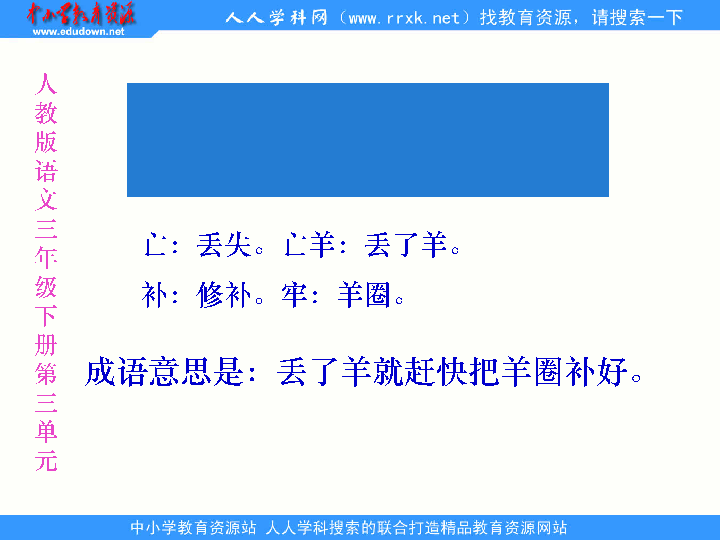 中小学教育资源
www.edudown.net
人人学科网（www.rrxk.net）找教育资源，请搜索一下
人教版语文三年级下册第三单元
亡：丢失。亡羊：丢了羊。
补：修补。牢：羊圈。
成语意思是：丢了羊就赶快把羊圈补好。
中小学教育资源站 人人学科搜索的联合打造精品教育资源网站